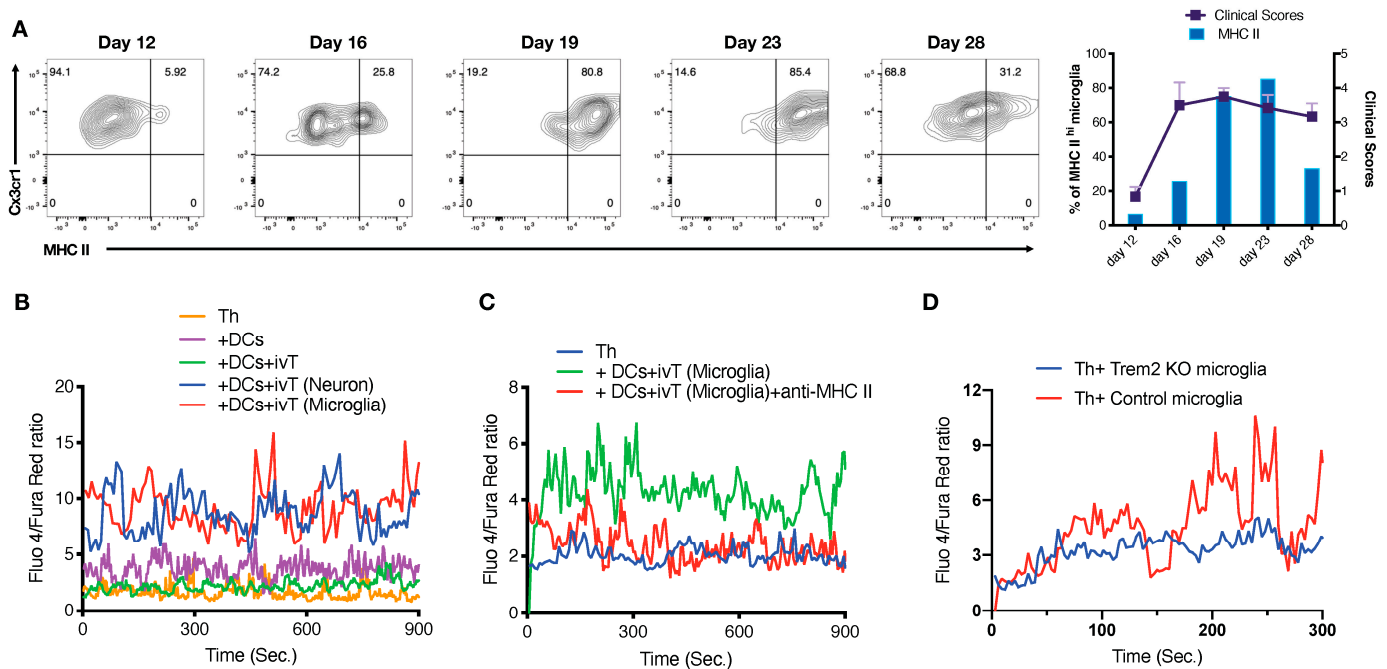 A
Day 12 Day 16 Day 19 Day 23 Day 28
94.1 5.92 74.2 25.8 19.2 80.8 14.6 85.4 68.8 31.2
0 0 0 0 0 0 0 0 0 0
Cx3cr1
MHC II
Clinical Scores
MHC II
% of MHC II hi microglia
100
80
60
40
20
0
5
4
3
2
1
0
Clinical Scores
day 12 day 16 day 19 day 23 day 28
B
Th
+DCs
+DCs+ivT
+DCs+ivT (Neuron)
+DCs+ivT (Microglia)
Fluo 4/Fura Red ratio
20
15
10
5
0
0 300 600 900
Time (Sec.)
C
Th
+ DCs+ivT (Microglia)
+ DCs+ivT (Microglia)+anti-MHC II
Fluo 4/Fura Red ratio
8
6
4
2
0
0 300 600 900
Time (Sec.)
D
Th+ Trem2 KO microglia
Th+ Control microglia
Fluo 4/Fura Red ratio
12
9
6
3
0
0 100 200 300
Time (Sec.)